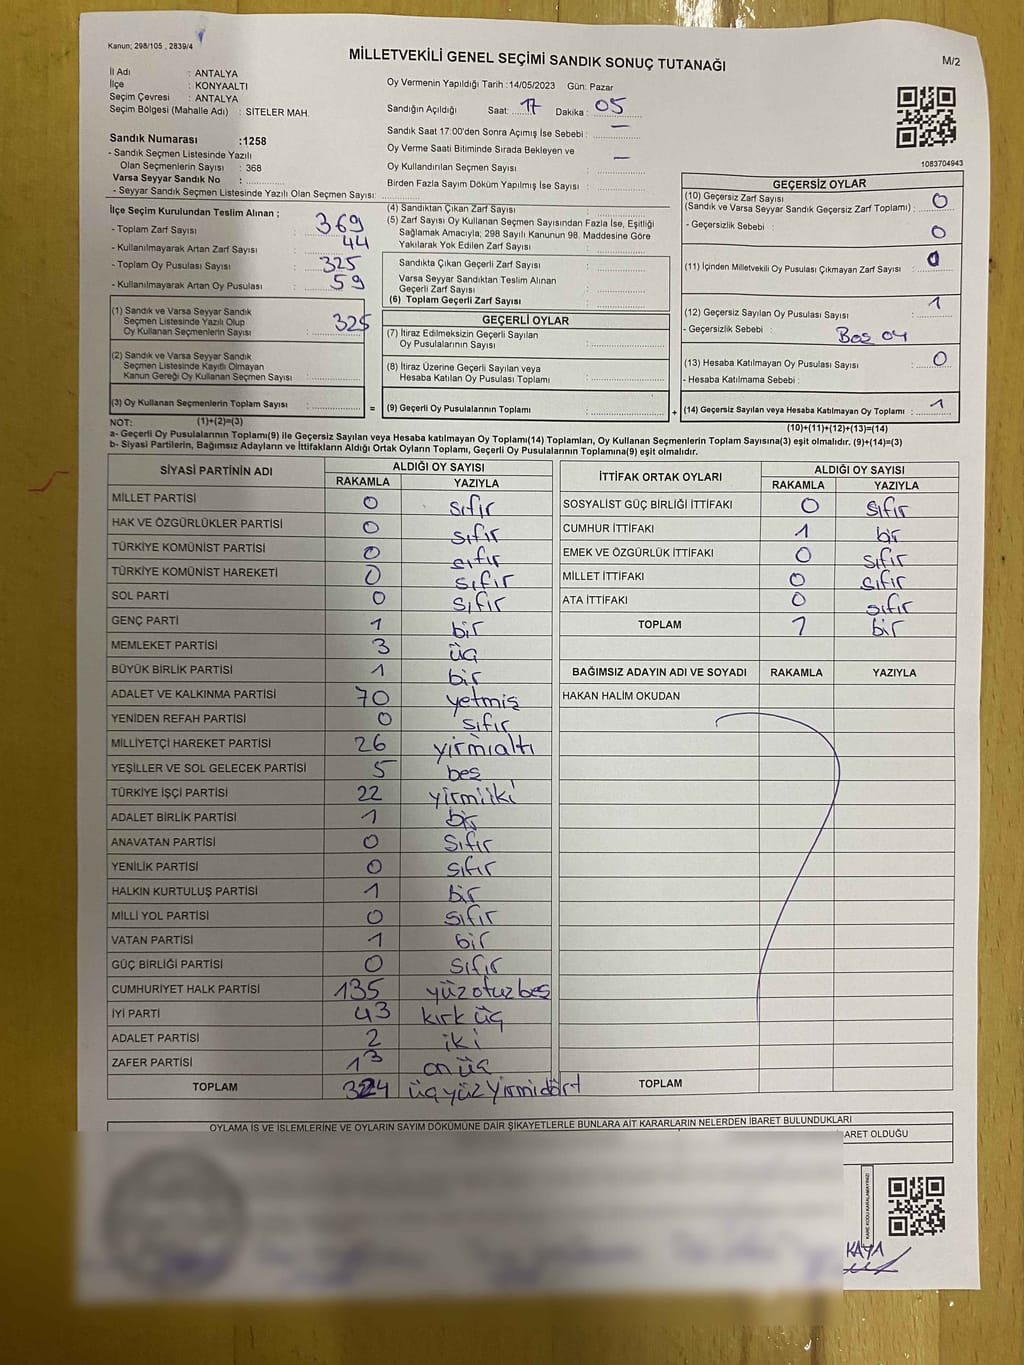 Kanun; 298/105 , 2839/4
MİLLETVEKİLİ GENEL SEÇİMİ SANDIK SONUÇ TUTANAĞI
M/2
İl Adı : ANTALYA
İlçe : KONYAALTI
Seçim Çevresi : ANTALYA
Seçim Bölgesi (Mahalle Adı) : SİTELER MAH.
Sandık Numarası :1258
- Sandık Seçmen Listesinde Yazılı
Olan Seçmenlerin Sayısı : 368
Varsa Seyyar Sandık No :
- Seyyar Sandık Seçmen Listesinde Yazılı Olan Seçmen Sayısı:
Oy Vermenin Yapıldığı Tarih :14/05/2023 Gün: Pazar
Sandığın Açıldığı Saat: 17 Dakika : 05
Sandık Saat 17:00'den Sonra Açımış İse Sebebi : —
Oy Verme Saati Bitiminde Sırada Bekleyen ve
Oy Kullandırılan Seçmen Sayısı : —
Birden Fazla Sayım Döküm Yapılmış İse Sayısı :
1083704943
İlçe Seçim Kurulundan Teslim Alınan ;
- Toplam Zarf Sayısı : 369
- Kullanılmayarak Artan Zarf Sayısı : 44
- Toplam Oy Pusulası Sayısı : 325
- Kullanılmayarak Artan Oy Pusulası : 59
(1) Sandık ve Varsa Seyyar Sandık
Seçmen Listesinde Yazılı Olup
Oy Kullanan Seçmenlerin Sayısı : 325
(2) Sandık ve Varsa Seyyar Sandık
Seçmen Listesinde Kayıtlı Olmayan
Kanun Gereği Oy Kullanan Seçmen Sayısı :
(3) Oy Kullanan Seçmenlerin Toplam Sayısı :
(1)+(2)=(3)
(4) Sandıktan Çıkan Zarf Sayısı :
(5) Zarf Sayısı Oy Kullanan Seçmen Sayısından Fazla İse, Eşitliği
Sağlamak Amacıyla; 298 Sayılı Kanunun 98. Maddesine Göre
Yakılarak Yok Edilen Zarf Sayısı :
Sandıkta Çıkan Geçerli Zarf Sayısı :
Varsa Seyyar Sandıktan Teslim Alınan
Geçerli Zarf Sayısı :
(6) Toplam Geçerli Zarf Sayısı :
GEÇERLİ OYLAR
(7) İtiraz Edilmeksizin Geçerli Sayılan
Oy Pusulalarının Sayısı :
(8) İtiraz Üzerine Geçerli Sayılan veya
Hesaba Katılan Oy Pusulası Toplamı :
= (9) Geçerli Oy Pusulalarının Toplamı : +
GEÇERSİZ OYLAR
(10) Geçersiz Zarf Sayısı
(Sandık ve Varsa Seyyar Sandık Geçersiz Zarf Toplamı) : 0
- Geçersizlik Sebebi : 0
(11) İçinden Milletvekili Oy Pusulası Çıkmayan Zarf Sayısı : 0
(12) Geçersiz Sayılan Oy Pusulası Sayısı : 1
- Geçersizlik Sebebi : Boş oy
(13) Hesaba Katılmayan Oy Pusulası Sayısı : 0
- Hesaba Katılmama Sebebi :
(14) Geçersiz Sayılan veya Hesaba Katılmayan Oy Toplamı : 1
(10)+(11)+(12)+(13)=(14)
NOT:
a- Geçerli Oy Pusulalarının Toplamı(9) ile Geçersiz Sayılan veya Hesaba katılmayan Oy Toplamı(14) Toplamları, Oy Kullanan Seçmenlerin Toplam Sayısına(3) eşit olmalıdır. (9)+(14)=(3)
b- Siyasi Partilerin, Bağımsız Adayların ve İttifakların Aldığı Ortak Oyların Toplamı, Geçerli Oy Pusulalarının Toplamına(9) eşit olmalıdır.
SİYASİ PARTİNİN ADI ALDIĞI OY SAYISI
RAKAMLA YAZIYLA
MİLLET PARTİSİ 0 sıfır
HAK VE ÖZGÜRLÜKLER PARTİSİ 0 sıfır
TÜRKİYE KOMÜNİST PARTİSİ 0 sıfır
TÜRKİYE KOMÜNİST HAREKETİ 0 sıfır
SOL PARTİ 0 sıfır
GENÇ PARTİ 1 bir
MEMLEKET PARTİSİ 3 üç
BÜYÜK BİRLİK PARTİSİ 1 bir
ADALET VE KALKINMA PARTİSİ 70 yetmiş
YENİDEN REFAH PARTİSİ 0 sıfır
MİLLİYETÇİ HAREKET PARTİSİ 26 yirmialtı
YEŞİLLER VE SOL GELECEK PARTİSİ 5 beş
TÜRKİYE İŞÇİ PARTİSİ 22 yirmiiki
ADALET BİRLİK PARTİSİ 1 bir
ANAVATAN PARTİSİ 0 sıfır
YENİLİK PARTİSİ 0 sıfır
HALKIN KURTULUŞ PARTİSİ 1 bir
MİLLİ YOL PARTİSİ 0 sıfır
VATAN PARTİSİ 1 bir
GÜÇ BİRLİĞİ PARTİSİ 0 sıfır
CUMHURİYET HALK PARTİSİ 135 yüzotuzbeş
İYİ PARTİ 43 kırk üç
ADALET PARTİSİ 2 iki
ZAFER PARTİSİ 13 onüç
TOPLAM 324 üçyüzyirmidört
İTTİFAK ORTAK OYLARI ALDIĞI OY SAYISI
RAKAMLA YAZIYLA
SOSYALİST GÜÇ BİRLİĞİ İTTİFAKI 0 sıfır
CUMHUR İTTİFAKI 1 bir
EMEK VE ÖZGÜRLÜK İTTİFAKI 0 sıfır
MİLLET İTTİFAKI 0 sıfır
ATA İTTİFAKI 0 sıfır
TOPLAM 1 bir
BAĞIMSIZ ADAYIN ADI VE SOYADI RAKAMLA YAZIYLA
HAKAN HALİM OKUDAN
TOPLAM
OYLAMA İŞ VE İŞLEMLERİNE VE OYLARIN SAYIM DÖKÜMÜNE DAİR ŞİKAYETLERLE BUNLARA AİT KARARLARIN NELERDEN İBARET BULUNDUKLARI
BARET OLDUĞU
KARE KODU KARALAMAYINIZ!
KAYA